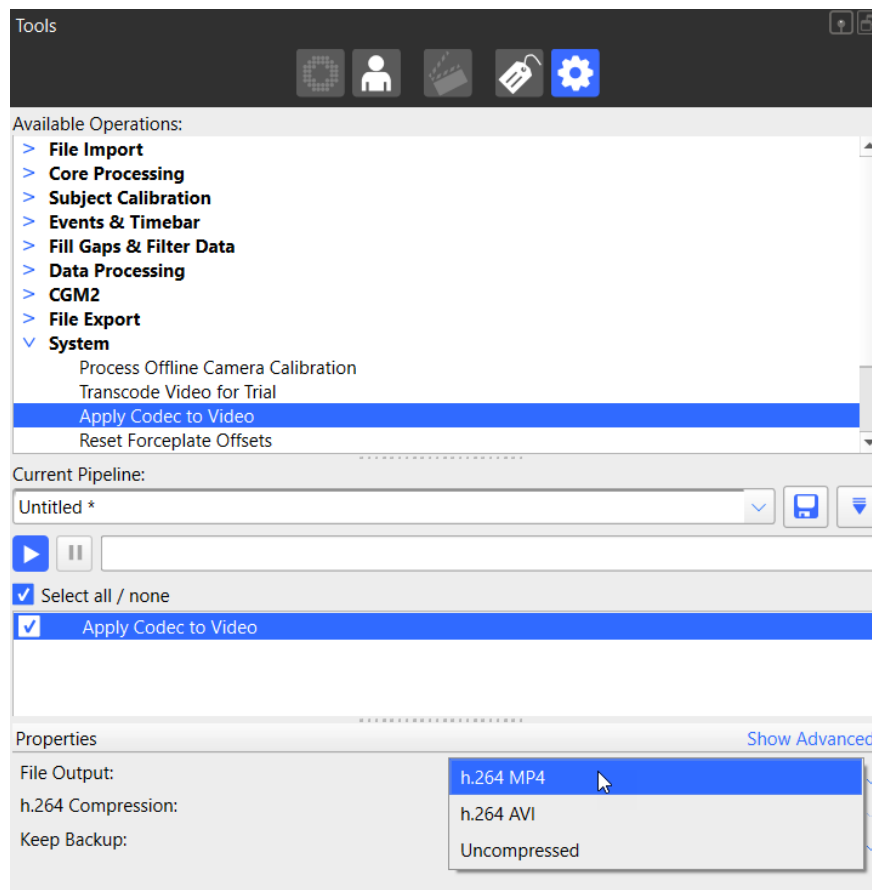 Tools
Available Operations:
> File Import
> Core Processing
> Subject Calibration
> Events & Timebar
> Fill Gaps & Filter Data
> Data Processing
> CGM2
> File Export
System
Process Offline Camera Calibration
Transcode Video for Trial
Apply Codec to Video
Reset Forceplate Offsets
Current Pipeline:
Untitled *
Select all / none
Apply Codec to Video
Properties Show Advanced
File Output: h.264 MP4
h.264 Compression: h.264 AVI
Keep Backup: Uncompressed